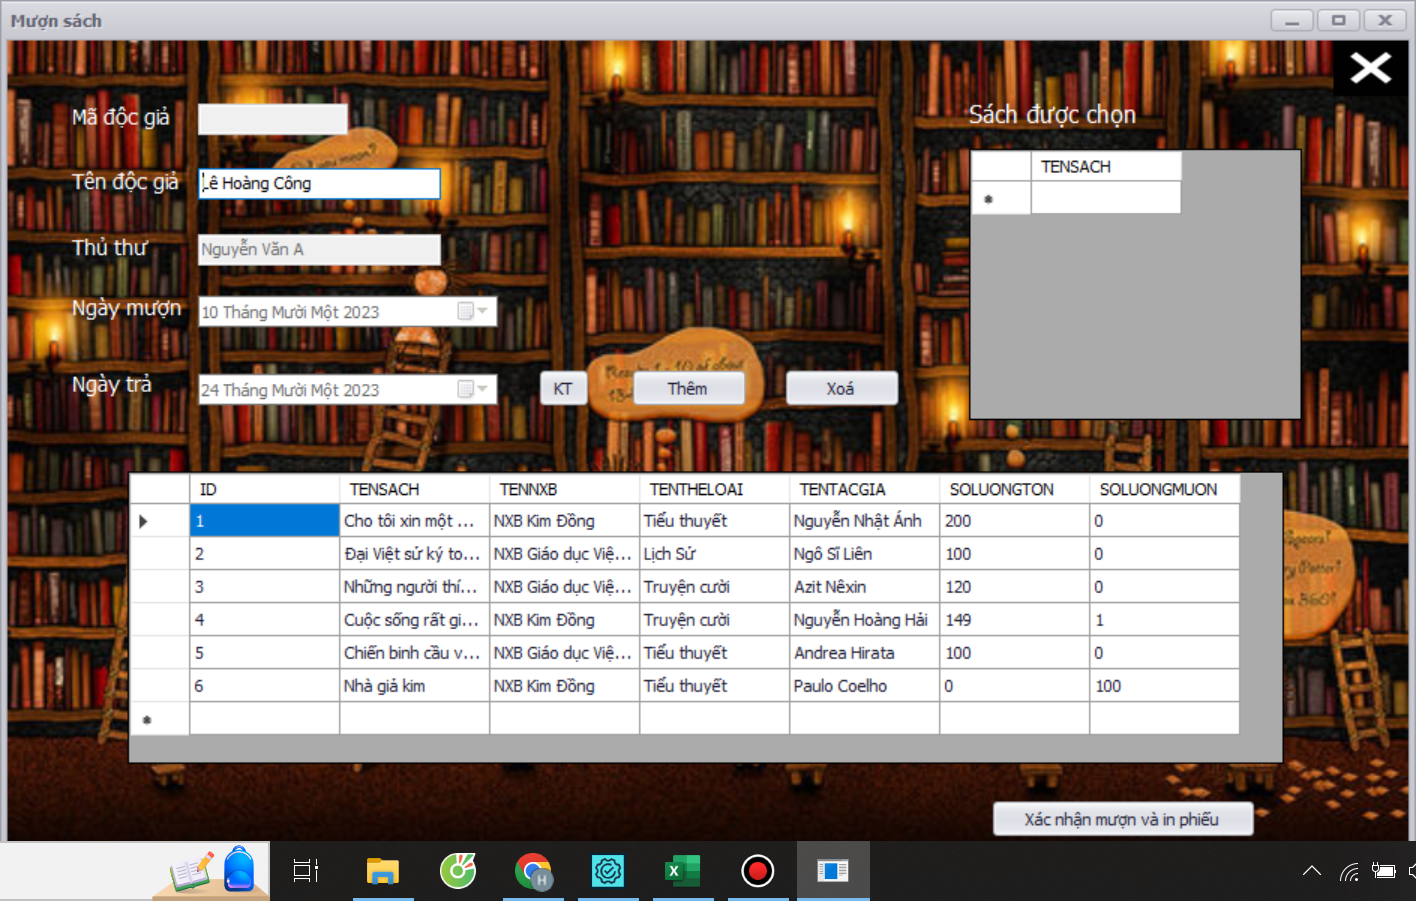 Mượn sách
Mã độc giả
Tên độc giả Lê Hoàng Công
Thủ thư Nguyễn Văn A
Ngày mượn 10 Tháng Mười Một 2023
Ngày trả 24 Tháng Mười Một 2023
KT Thêm Xoá
Sách được chọn
TENSACH
ID TENSACH TENNXB TENTHELOAI TENTACGIA SOLUONGTON SOLUONGMUON
1 Cho tôi xin một ... NXB Kim Đồng Tiểu thuyết Nguyễn Nhật Ánh 200 0
2 Đại Việt sử ký to... NXB Giáo dục Việ... Lịch Sử Ngô Sĩ Liên 100 0
3 Những người thí... NXB Giáo dục Việ... Truyện cười Azit Nêxin 120 0
4 Cuộc sống rất gi... NXB Kim Đồng Truyện cười Nguyễn Hoàng Hải 149 1
5 Chiến binh cầu v... NXB Giáo dục Việ... Tiểu thuyết Andrea Hirata 100 0
6 Nhà giả kim NXB Kim Đồng Tiểu thuyết Paulo Coelho 0 100
Xác nhận mượn và in phiếu
H